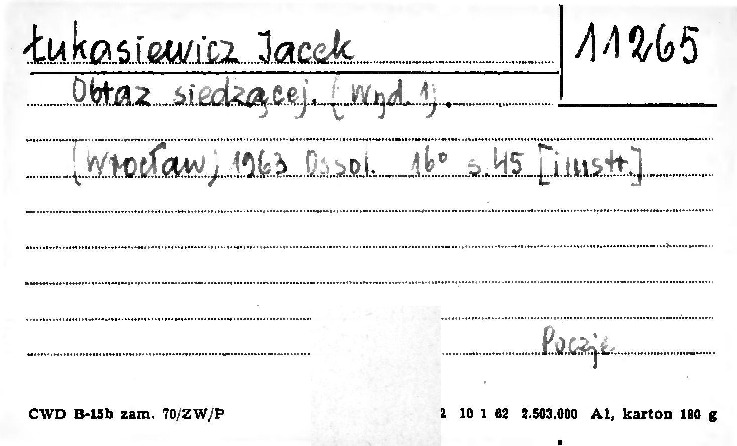 Łukasiewicz Jacek
11265
Obraz siedzącej. (Wyd. 1).
(Wrocław) 1963 Ossol. 16° s. 45 [ilustr.]
Poezje
CWD B-15b zam. 70/ZW/P
2 10 1 62 2.503.000 A1, karton 180 g